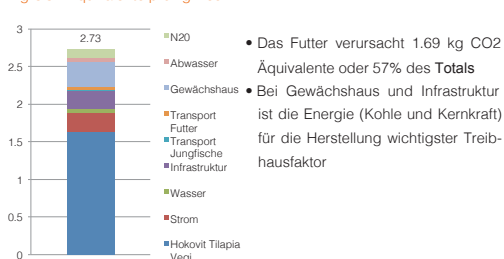 3
2.5
2
1.5
1
0.5
0
2.73
N20
Abwasser
Gewächshaus
Transport
Futter
Transport
Jungfische
Infrastruktur
Wasser
Strom
Hokovit Tilapia
Vegi
• Das Futter verursacht 1.69 kg CO2
Äquivalente oder 57% des Totals
• Bei Gewächshaus und Infrastruktur
ist die Energie (Kohle und Kernkraft)
für die Herstellung wichtigster Treib-
hausfaktor